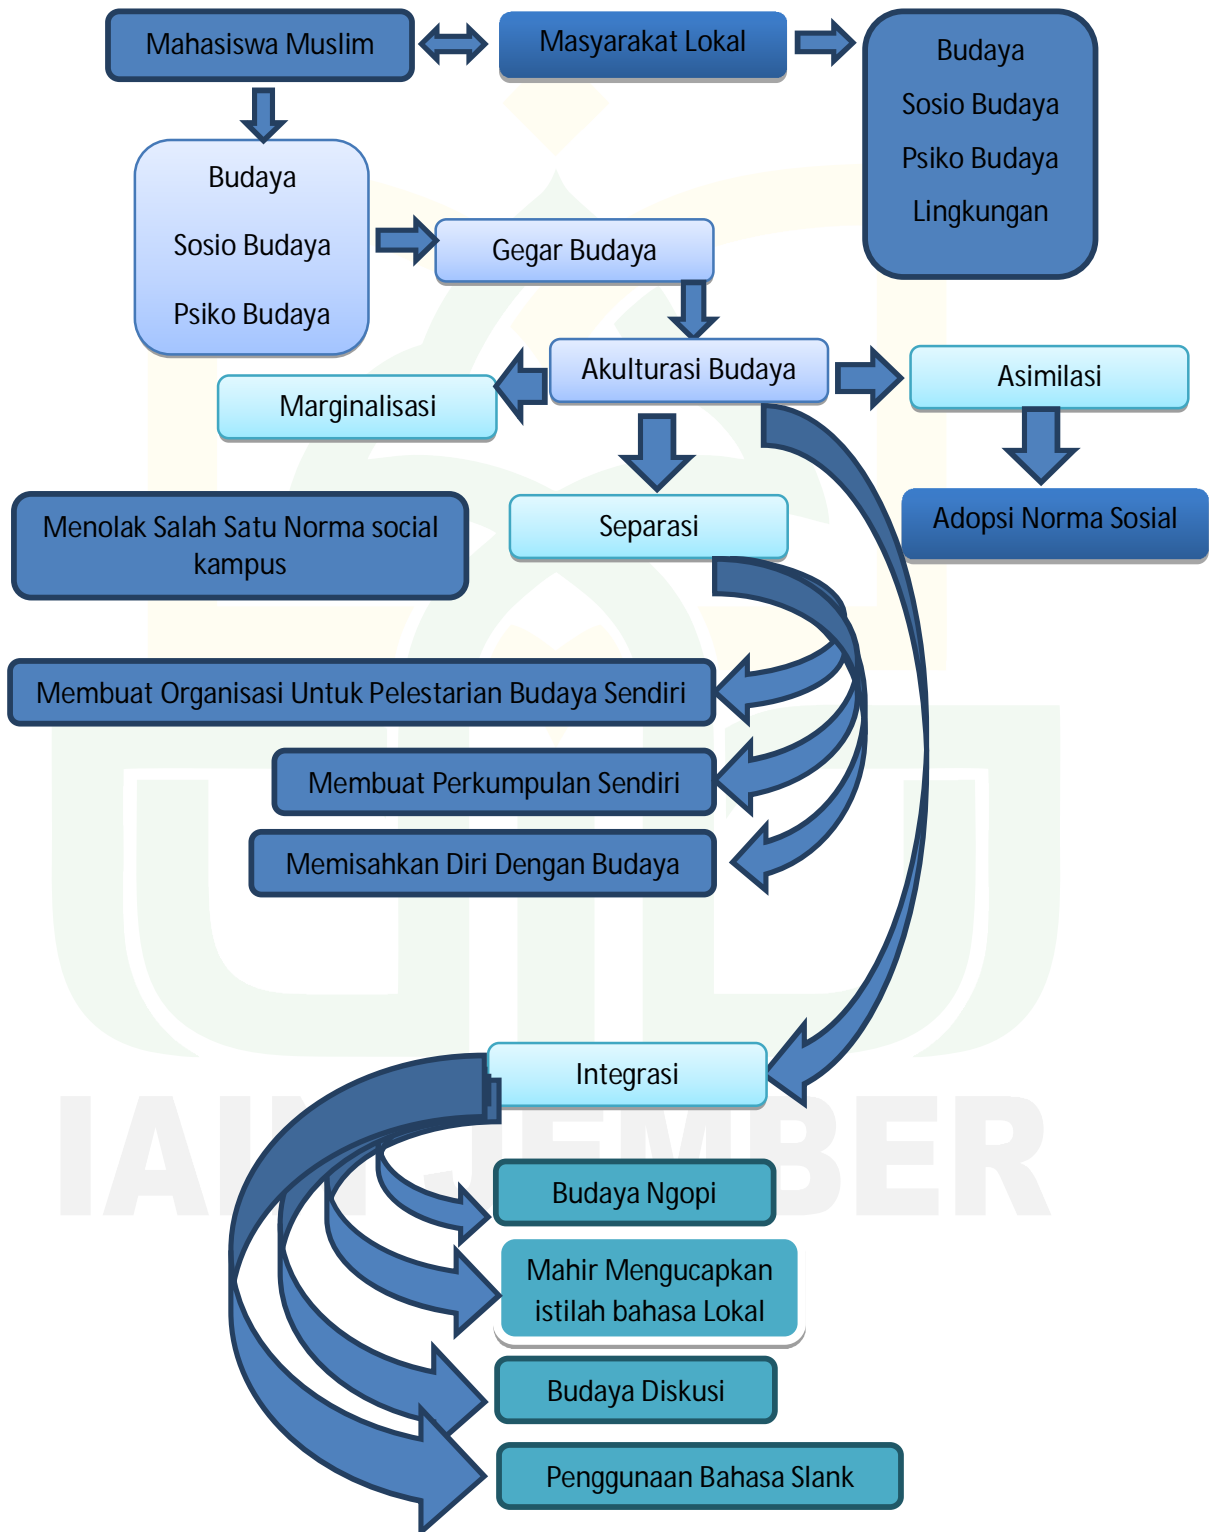 Mahasiswa Muslim
Masyarakat Lokal
Budaya
Sosio Budaya
Psiko Budaya
Lingkungan
Budaya
Sosio Budaya
Psiko Budaya
Gegar Budaya
Akulturasi Budaya
Asimilasi
Marginalisasi
Menolak Salah Satu Norma social
kampus
Separasi
Adopsi Norma Sosial
Membuat Organisasi Untuk Pelestarian Budaya Sendiri
Membuat Perkumpulan Sendiri
Memisahkan Diri Dengan Budaya
Integrasi
IAIN JEMBER
Budaya Ngopi
Mahir Mengucapkan
istilah bahasa Lokal
Budaya Diskusi
Penggunaan Bahasa Slank